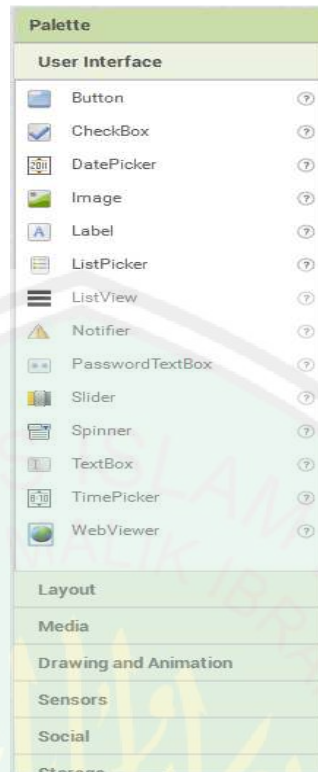 Palette
User Interface
Button
CheckBox
DatePicker
Image
Label
ListPicker
ListView
Notifier
PasswordTextBox
Slider
Spinner
TextBox
TimePicker
WebViewer
Layout
Media
Drawing and Animation
Sensors
Social
Storage